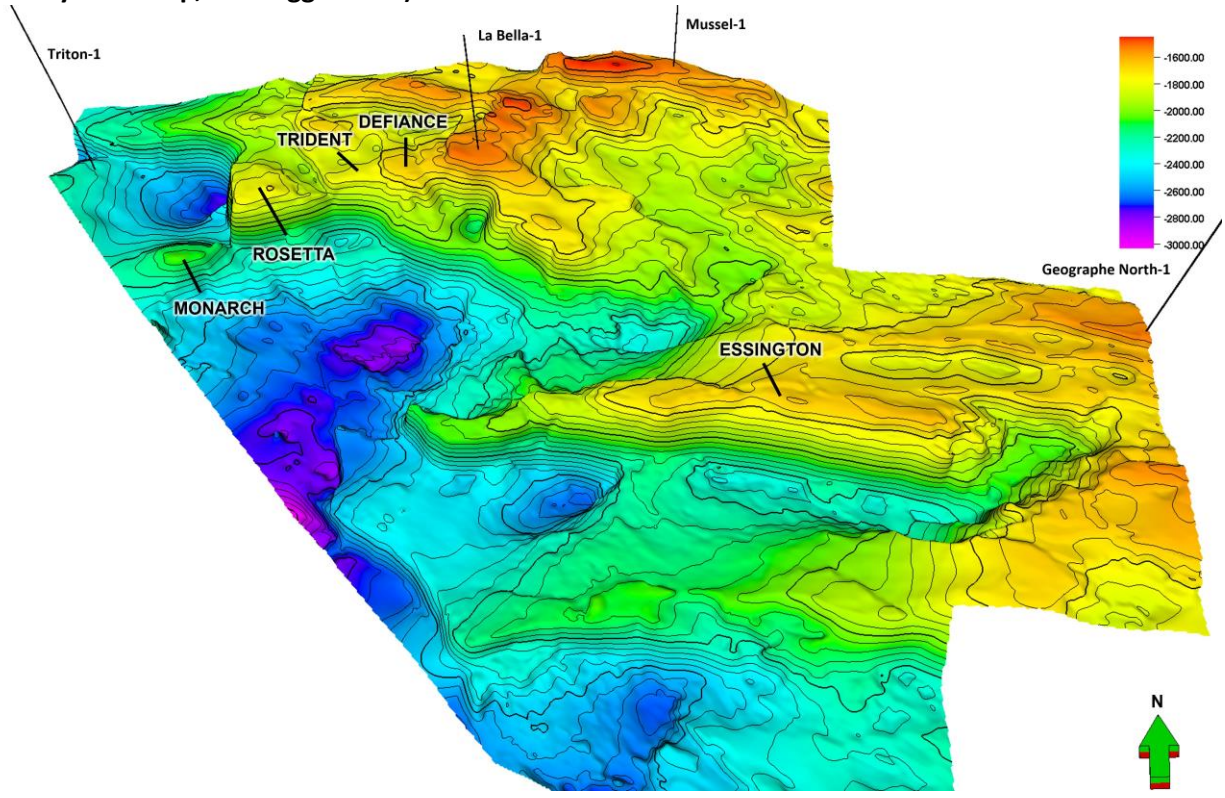 Triton-1
La Bella-1
Mussel-1
DEFIANCE
TRIDENT
ROSETTA
MONARCH
ESSINGTON
Geographe North-1
-1600.00
-1800.00
-2000.00
-2200.00
-2400.00
-2600.00
-2800.00
-3000.00
N